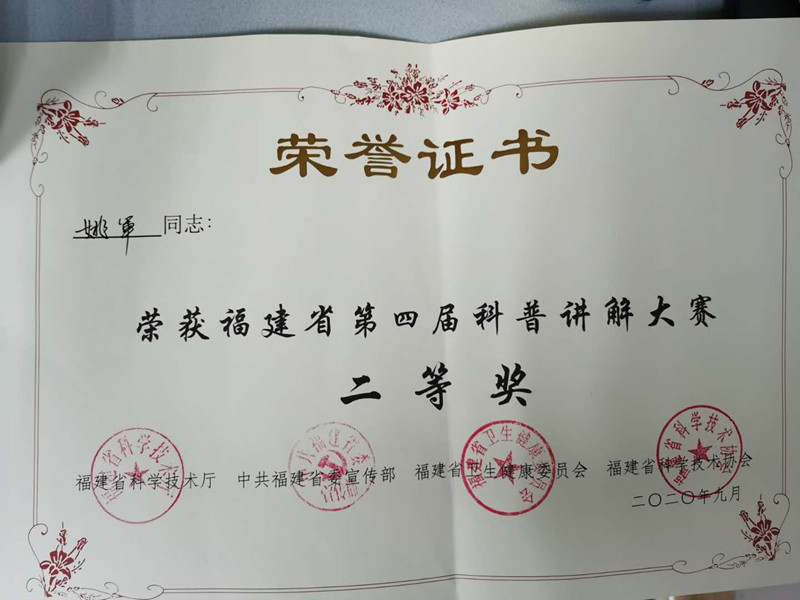 荣誉证书
姚军 同志：
荣获福建省第四届科普讲解大赛
二等奖
福建省科学技术厅 中共福建省委宣传部 福建省卫生健康委员会 福建省科学技术协会
二〇二〇年九月